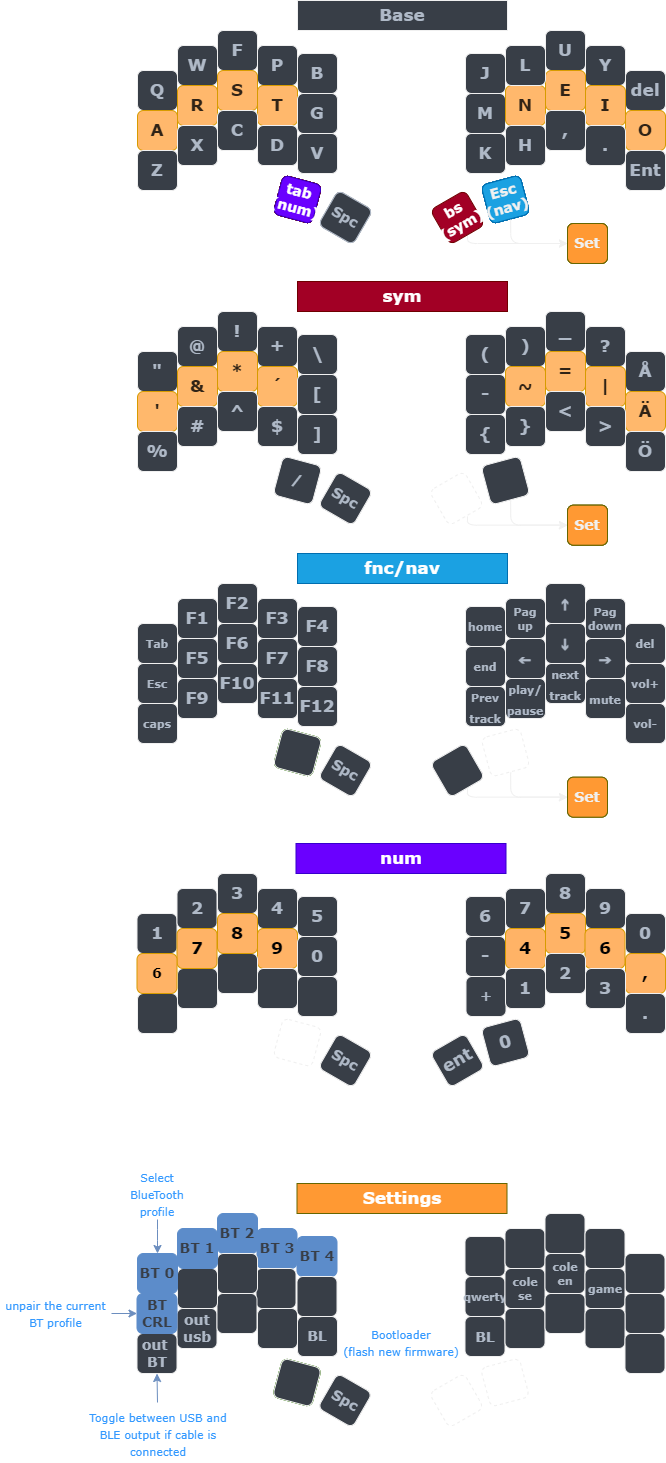 Base
Q W F P B J L U Y del
A R S T G M N E I O
Z X C D V K H , . Ent
tab
num
Spc
bs
(sym)
Esc
(nav)
Set
sym
" @ ! + \ ( ) _ ? Å
' & * ´ [ - ~ = | Ä
% # ^ $ ] { } < > Ö
/
Spc
Set
fnc/nav
Tab F1 F2 F3 F4 home Pag
up ↑ Pag
down del
Esc F5 F6 F7 F8 end ← ↓ → vol+
caps F9 F10 F11 F12 Prev
track play/
pause next
track mute vol-
Spc
Set
num
1 2 3 4 5 6 7 8 9 0
6 7 8 9 0 - 4 5 6 ,
+ 1 2 3 .
Spc
ent
0
Select
BlueTooth
profile
Settings
BT 0 BT 1 BT 2 BT 3 BT 4
unpair the current
BT profile
BT
CRL
qwerty
cole
se
cole
en
game
out
BT
out
usb
BL
Bootloader
(flash new firmware)
BL
Spc
Toggle between USB and
BLE output if cable is
connected